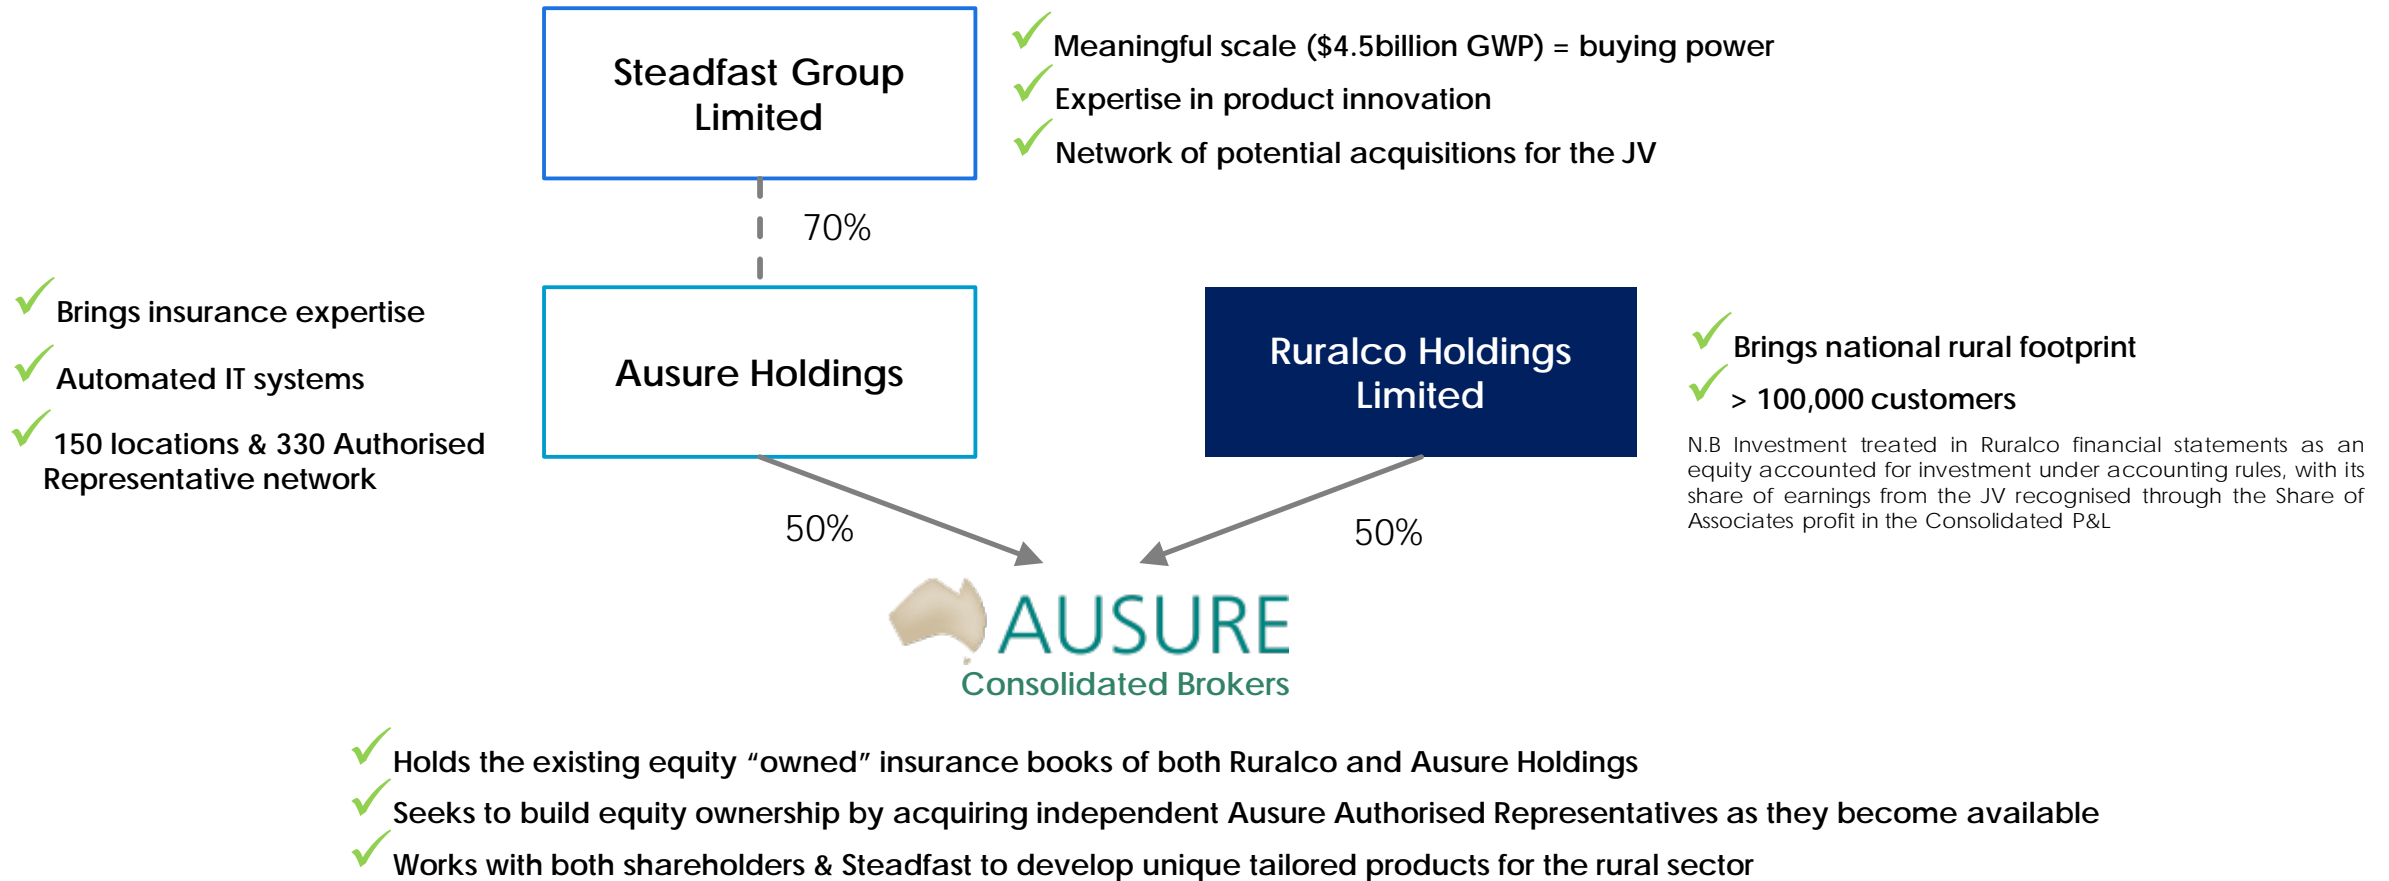 Steadfast Group
Limited
Meaningful scale ($4.5billion GWP) = buying power
Expertise in product innovation
Network of potential acquisitions for the JV
70%
Brings insurance expertise
Automated IT systems
150 locations & 330 Authorised
Representative network
Ausure Holdings
Ruralco Holdings
Limited
Brings national rural footprint
> 100,000 customers
N.B Investment treated in Ruralco financial statements as an
equity accounted for investment under accounting rules, with its
share of earnings from the JV recognised through the Share of
Associates profit in the Consolidated P&L
50%
50%
AUSURE
Consolidated Brokers
Holds the existing equity “owned” insurance books of both Ruralco and Ausure Holdings
Seeks to build equity ownership by acquiring independent Ausure Authorised Representatives as they become available
Works with both shareholders & Steadfast to develop unique tailored products for the rural sector